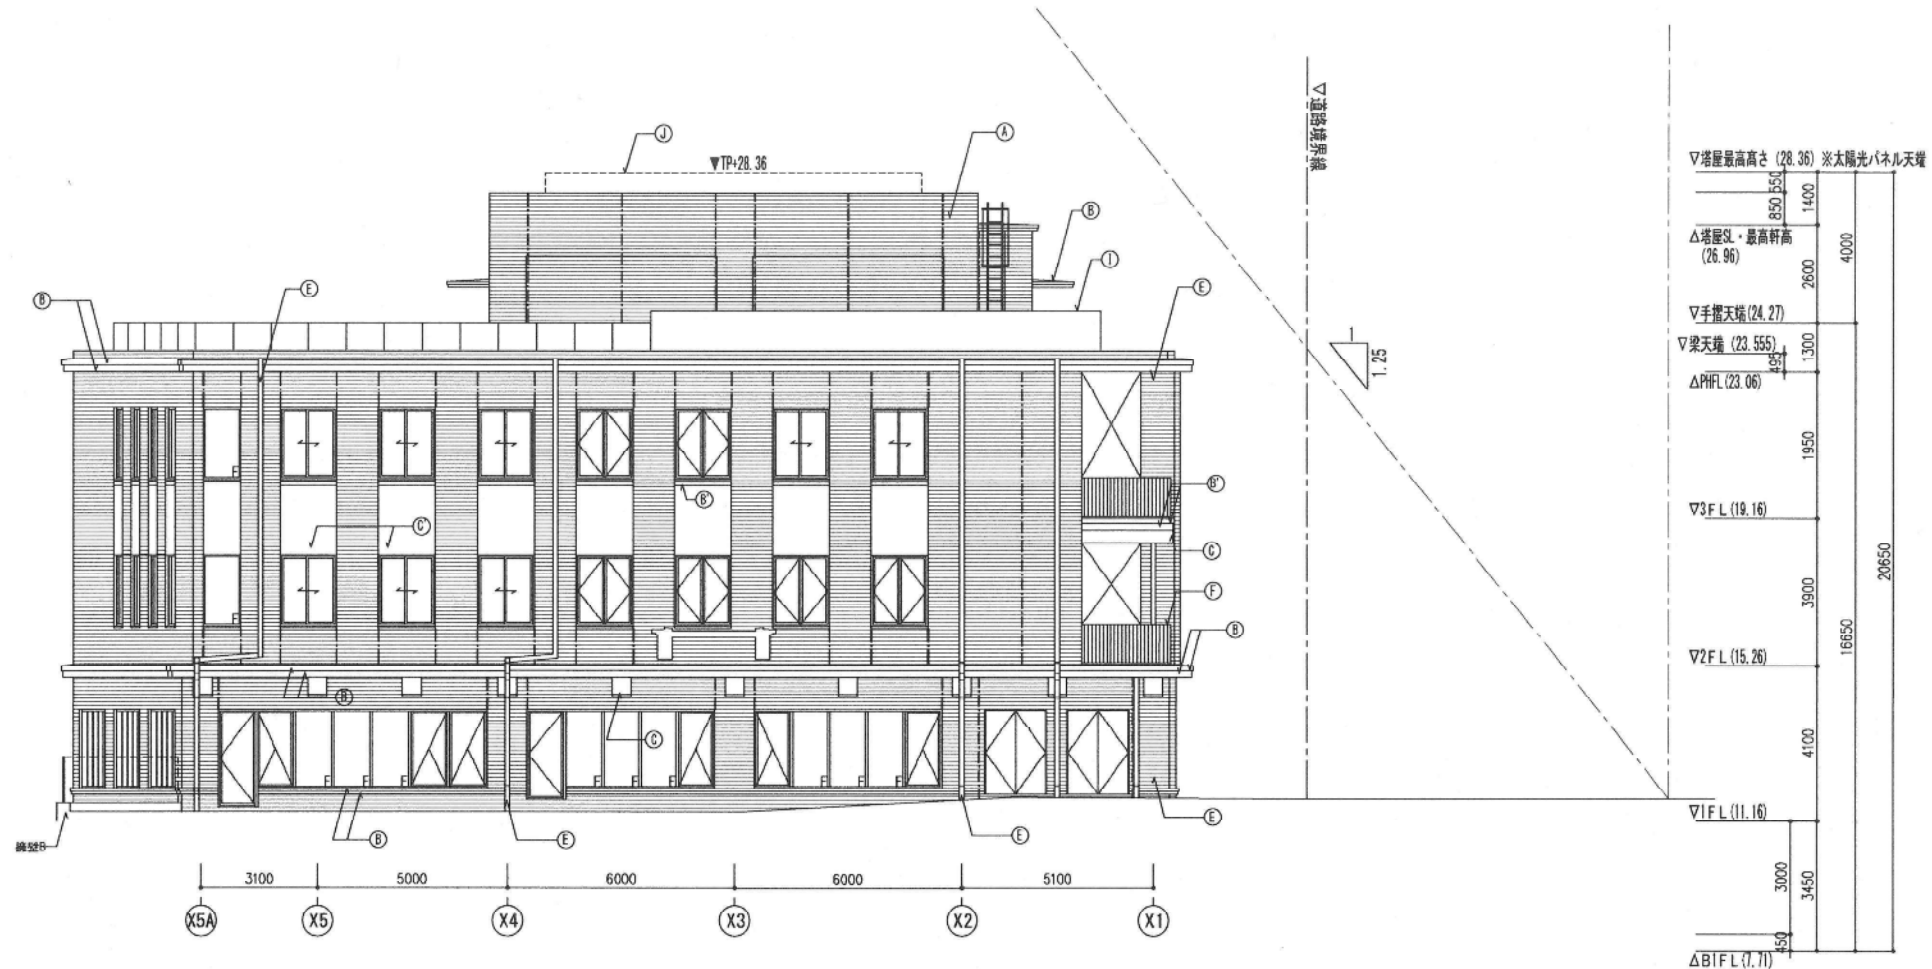 ▽道路境界線
J
A
▼TP+28.36
B
I
E
E
B
1
1.25
B'
B'
C'
C
F
B
B
C
E
B
E
E
3100
5000
6000
6000
5100
X5A
X5
X4
X3
X2
X1
▽塔屋最高高さ (28.36) ※太陽光パネル天端
550
850
1400
△塔屋SL・最高軒高
(26.96)
4000
2600
▽手摺天端(24.27)
▽梁天端 (23.555)
1300
495
△PHFL(23.06)
1950
▽3FL(19.16)
20650
3900
▽2FL(15.26)
16650
4100
▽1FL(11.16)
3000
3450
450
△B1FL(7.71)